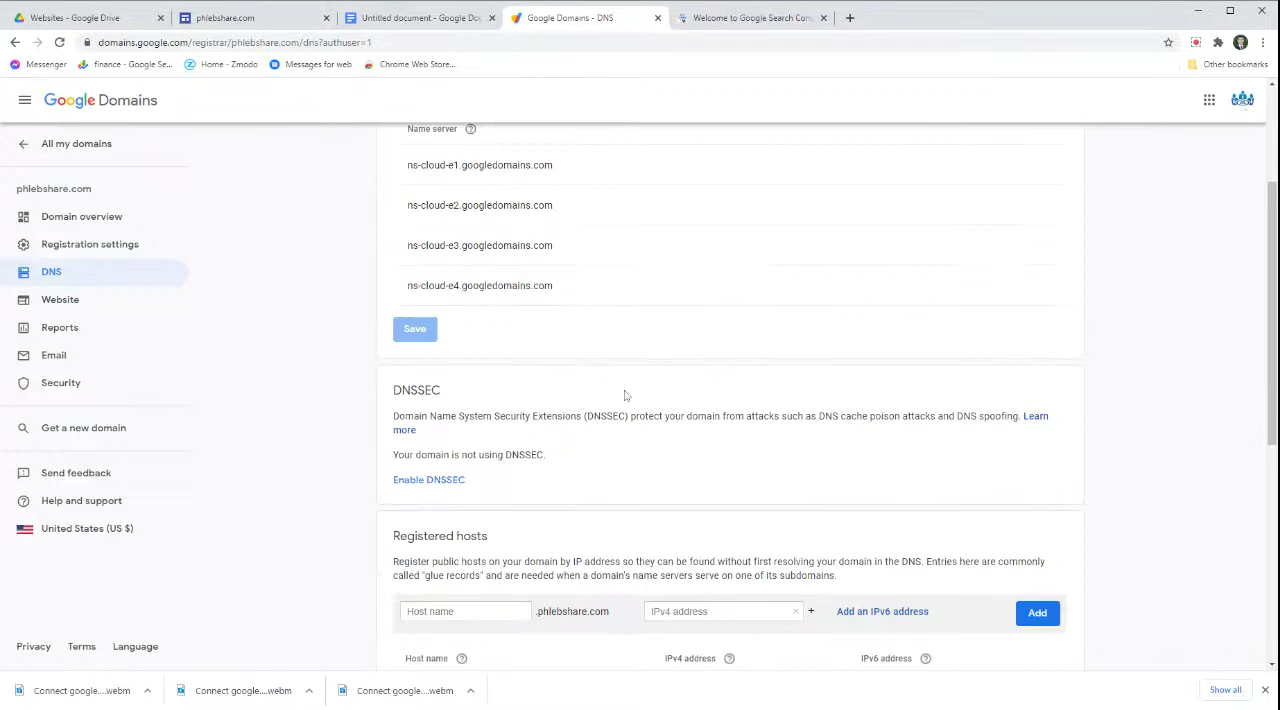 Websites - Google Drive
phlebshare.com
Untitled document - Google Do
Google Domains - DNS
Welcome to Google Search Con
domains.google.com/registrar/phlebshare.com/dns?authuser=1
Messenger
finance - Google Se...
Home - Zmodo
Messages for web
Chrome Web Store...
Other bookmarks
Google Domains
All my domains
phlebshare.com
Domain overview
Registration settings
DNS
Website
Reports
Email
Security
Get a new domain
Send feedback
Help and support
United States (US $)
Privacy Terms Language
Name server
ns-cloud-e1.googledomains.com
ns-cloud-e2.googledomains.com
ns-cloud-e3.googledomains.com
ns-cloud-e4.googledomains.com
Save
DNSSEC
Domain Name System Security Extensions (DNSSEC) protect your domain from attacks such as DNS cache poison attacks and DNS spoofing. Learn
more
Your domain is not using DNSSEC.
Enable DNSSEC
Registered hosts
Register public hosts on your domain by IP address so they can be found without first resolving your domain in the DNS. Entries here are commonly
called "glue records" and are needed when a domain's name servers serve on one of its subdomains.
Host name .phlebshare.com IPv4 address × + Add an IPv6 address Add
Host name IPv4 address IPv6 address
Connect google....webm
Connect google....webm
Connect google....webm
Show all